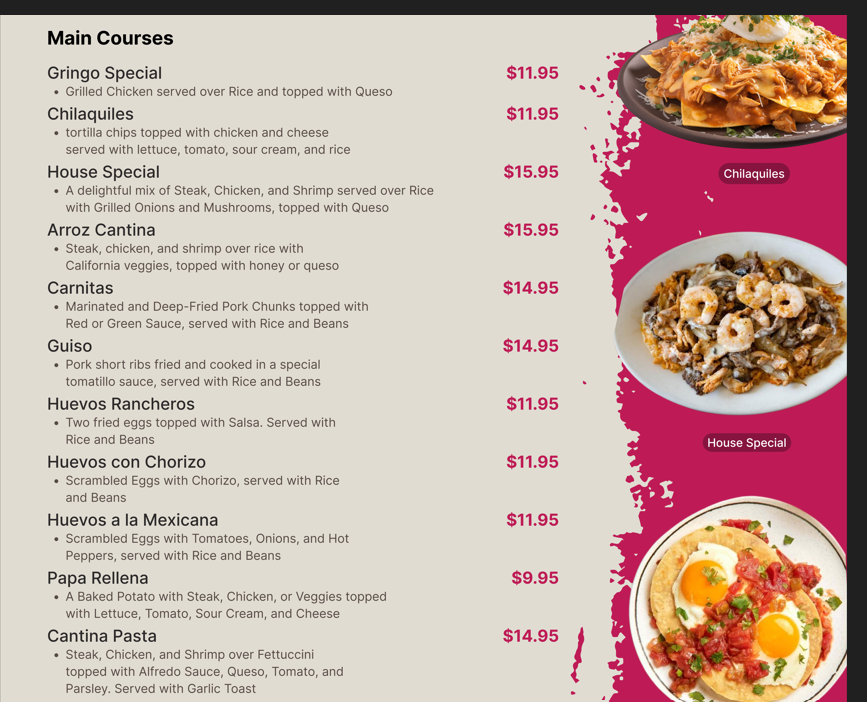 Main Courses
Gringo Special $11.95
• Grilled Chicken served over Rice and topped with Queso
Chilaquiles $11.95
• tortilla chips topped with chicken and cheese
served with lettuce, tomato, sour cream, and rice
House Special $15.95
• A delightful mix of Steak, Chicken, and Shrimp served over Rice
with Grilled Onions and Mushrooms, topped with Queso
Arroz Cantina $15.95
• Steak, chicken, and shrimp over rice with
California veggies, topped with honey or queso
Carnitas $14.95
• Marinated and Deep-Fried Pork Chunks topped with
Red or Green Sauce, served with Rice and Beans
Guiso $14.95
• Pork short ribs fried and cooked in a special
tomatillo sauce, served with Rice and Beans
Huevos Rancheros $11.95
• Two fried eggs topped with Salsa. Served with
Rice and Beans
Huevos con Chorizo $11.95
• Scrambled Eggs with Chorizo, served with Rice
and Beans
Huevos a la Mexicana $11.95
• Scrambled Eggs with Tomatoes, Onions, and Hot
Peppers, served with Rice and Beans
Papa Rellena $9.95
• A Baked Potato with Steak, Chicken, or Veggies topped
with Lettuce, Tomato, Sour Cream, and Cheese
Cantina Pasta $14.95
• Steak, Chicken, and Shrimp over Fettuccini
topped with Alfredo Sauce, Queso, Tomato, and
Parsley. Served with Garlic Toast
Chilaquiles
House Special